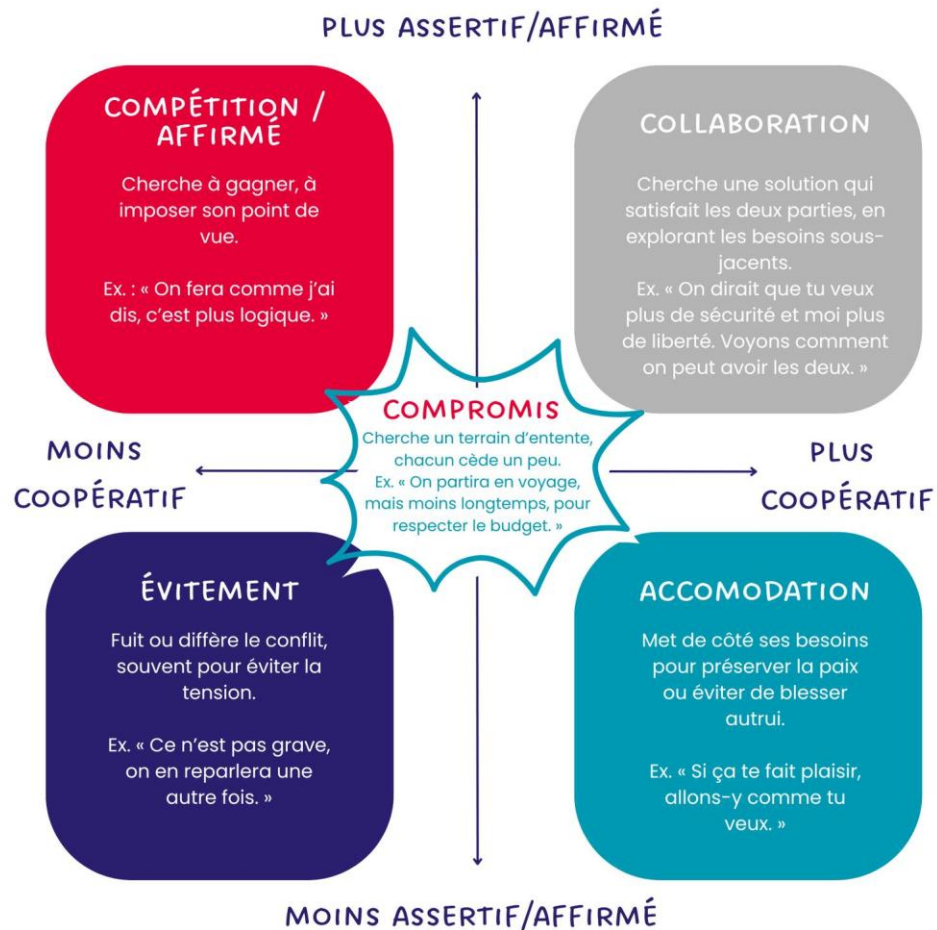 PLUS ASSERTIF/AFFIRMÉ
COMPÉTITION /
AFFIRMÉ
Cherche à gagner, à
imposer son point de
vue.
Ex. : « On fera comme j'ai
dis, c'est plus logique. »
COLLABORATION
Cherche une solution qui
satisfait les deux parties, en
explorant les besoins sous-
jacents.
Ex. « On dirait que tu veux
plus de sécurité et moi plus
de liberté. Voyons comment
on peut avoir les deux. »
MOINS
COOPÉRATIF
COMPROMIS
Cherche un terrain d'entente,
chacun cède un peu.
Ex. « On partira en voyage,
mais moins longtemps, pour
respecter le budget. »
PLUS
COOPÉRATIF
ÉVITEMENT
Fuit ou diffère le conflit,
souvent pour éviter la
tension.
Ex. « Ce n'est pas grave,
on en reparlera une
autre fois. »
ACCOMODATION
Met de côté ses besoins
pour préserver la paix
ou éviter de blesser
autrui.
Ex. « Si ça te fait plaisir,
allons-y comme tu
veux. »
MOINS ASSERTIF/AFFIRMÉ